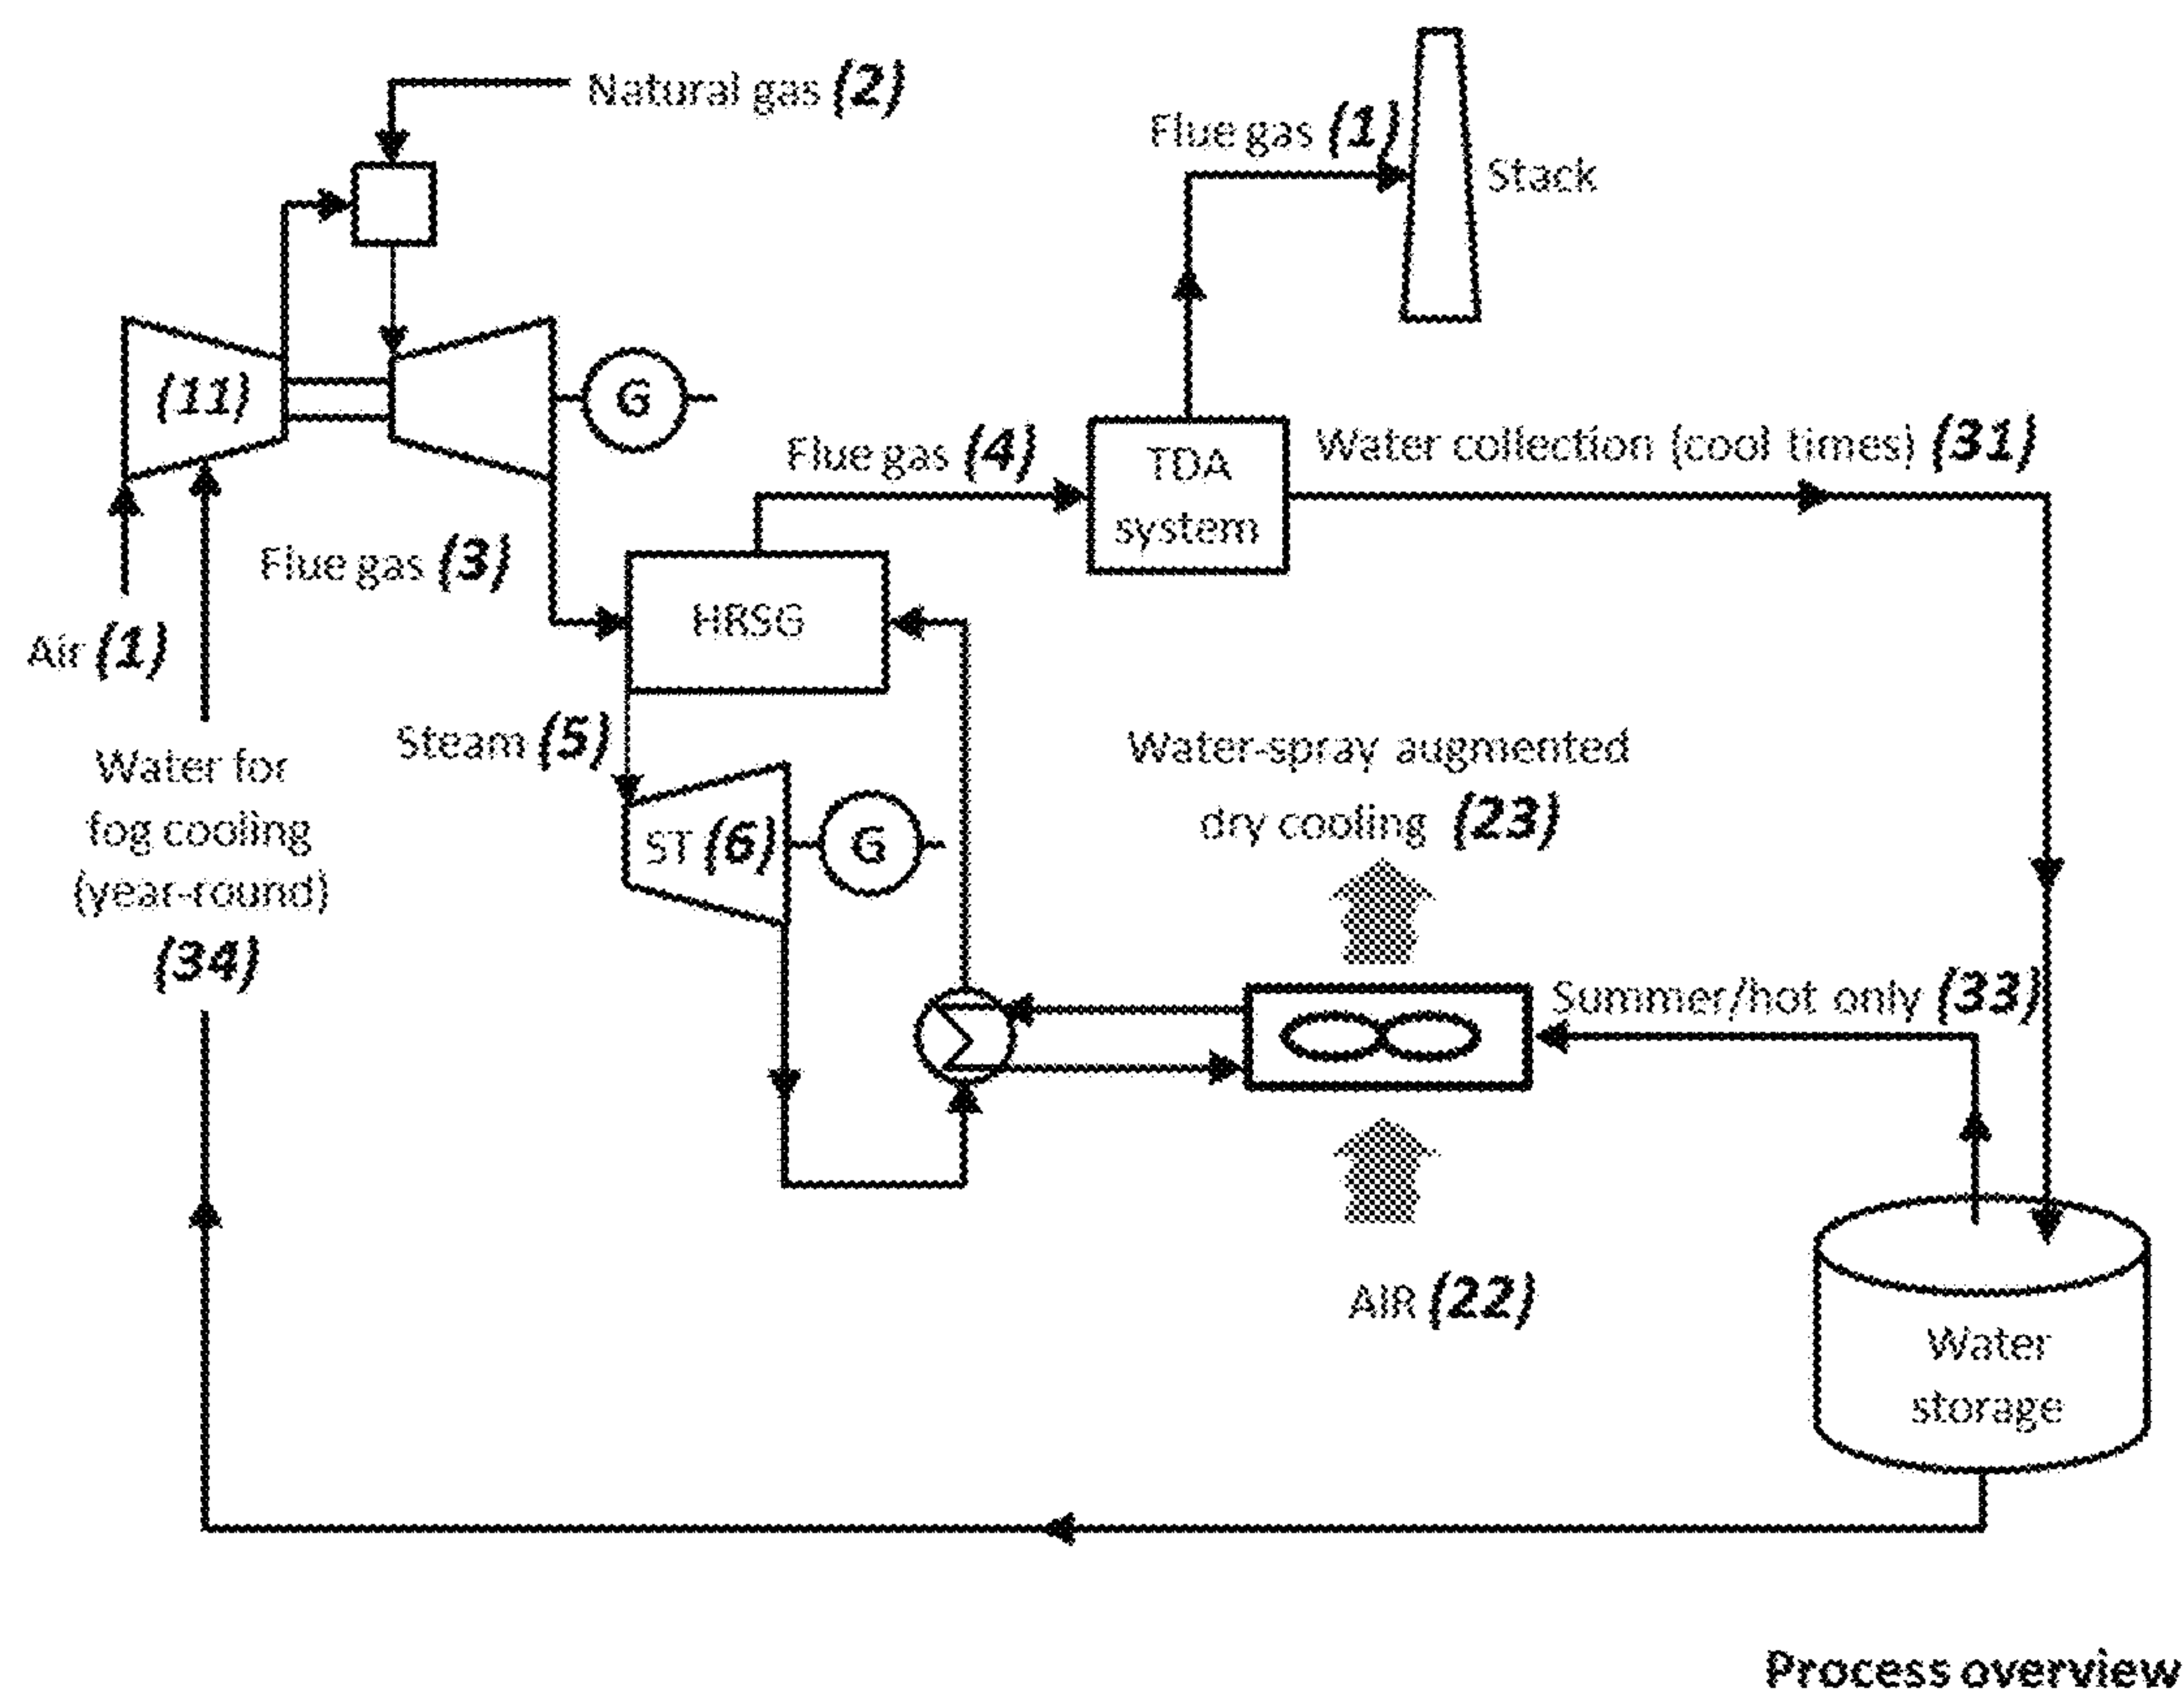 Natural gas (2)
Flue gas (1)
Stack
(11)
G
Flue gas (4)
TDA
system
Water collection (cool times) (31)
Flue gas (3)
HRSG
Air (1)
Steam (5)
Water for
fog cooling
(year-round)
(34)
ST (6)
G
Water-spray augmented
dry cooling (23)
Summer/hot only (33)
AIR (22)
Water
storage
Process overview